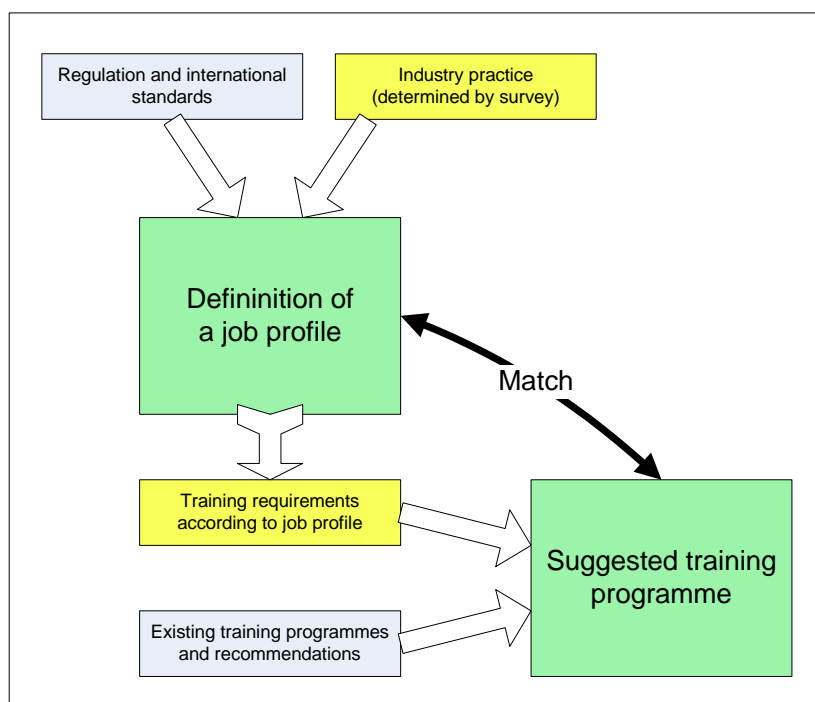 Regulation and international
standards
Industry practice
(determined by survey)
Defininition of
a job profile
Match
Training requirements
according to job profile
Suggested training
programme
Existing training programmes
and recommendations